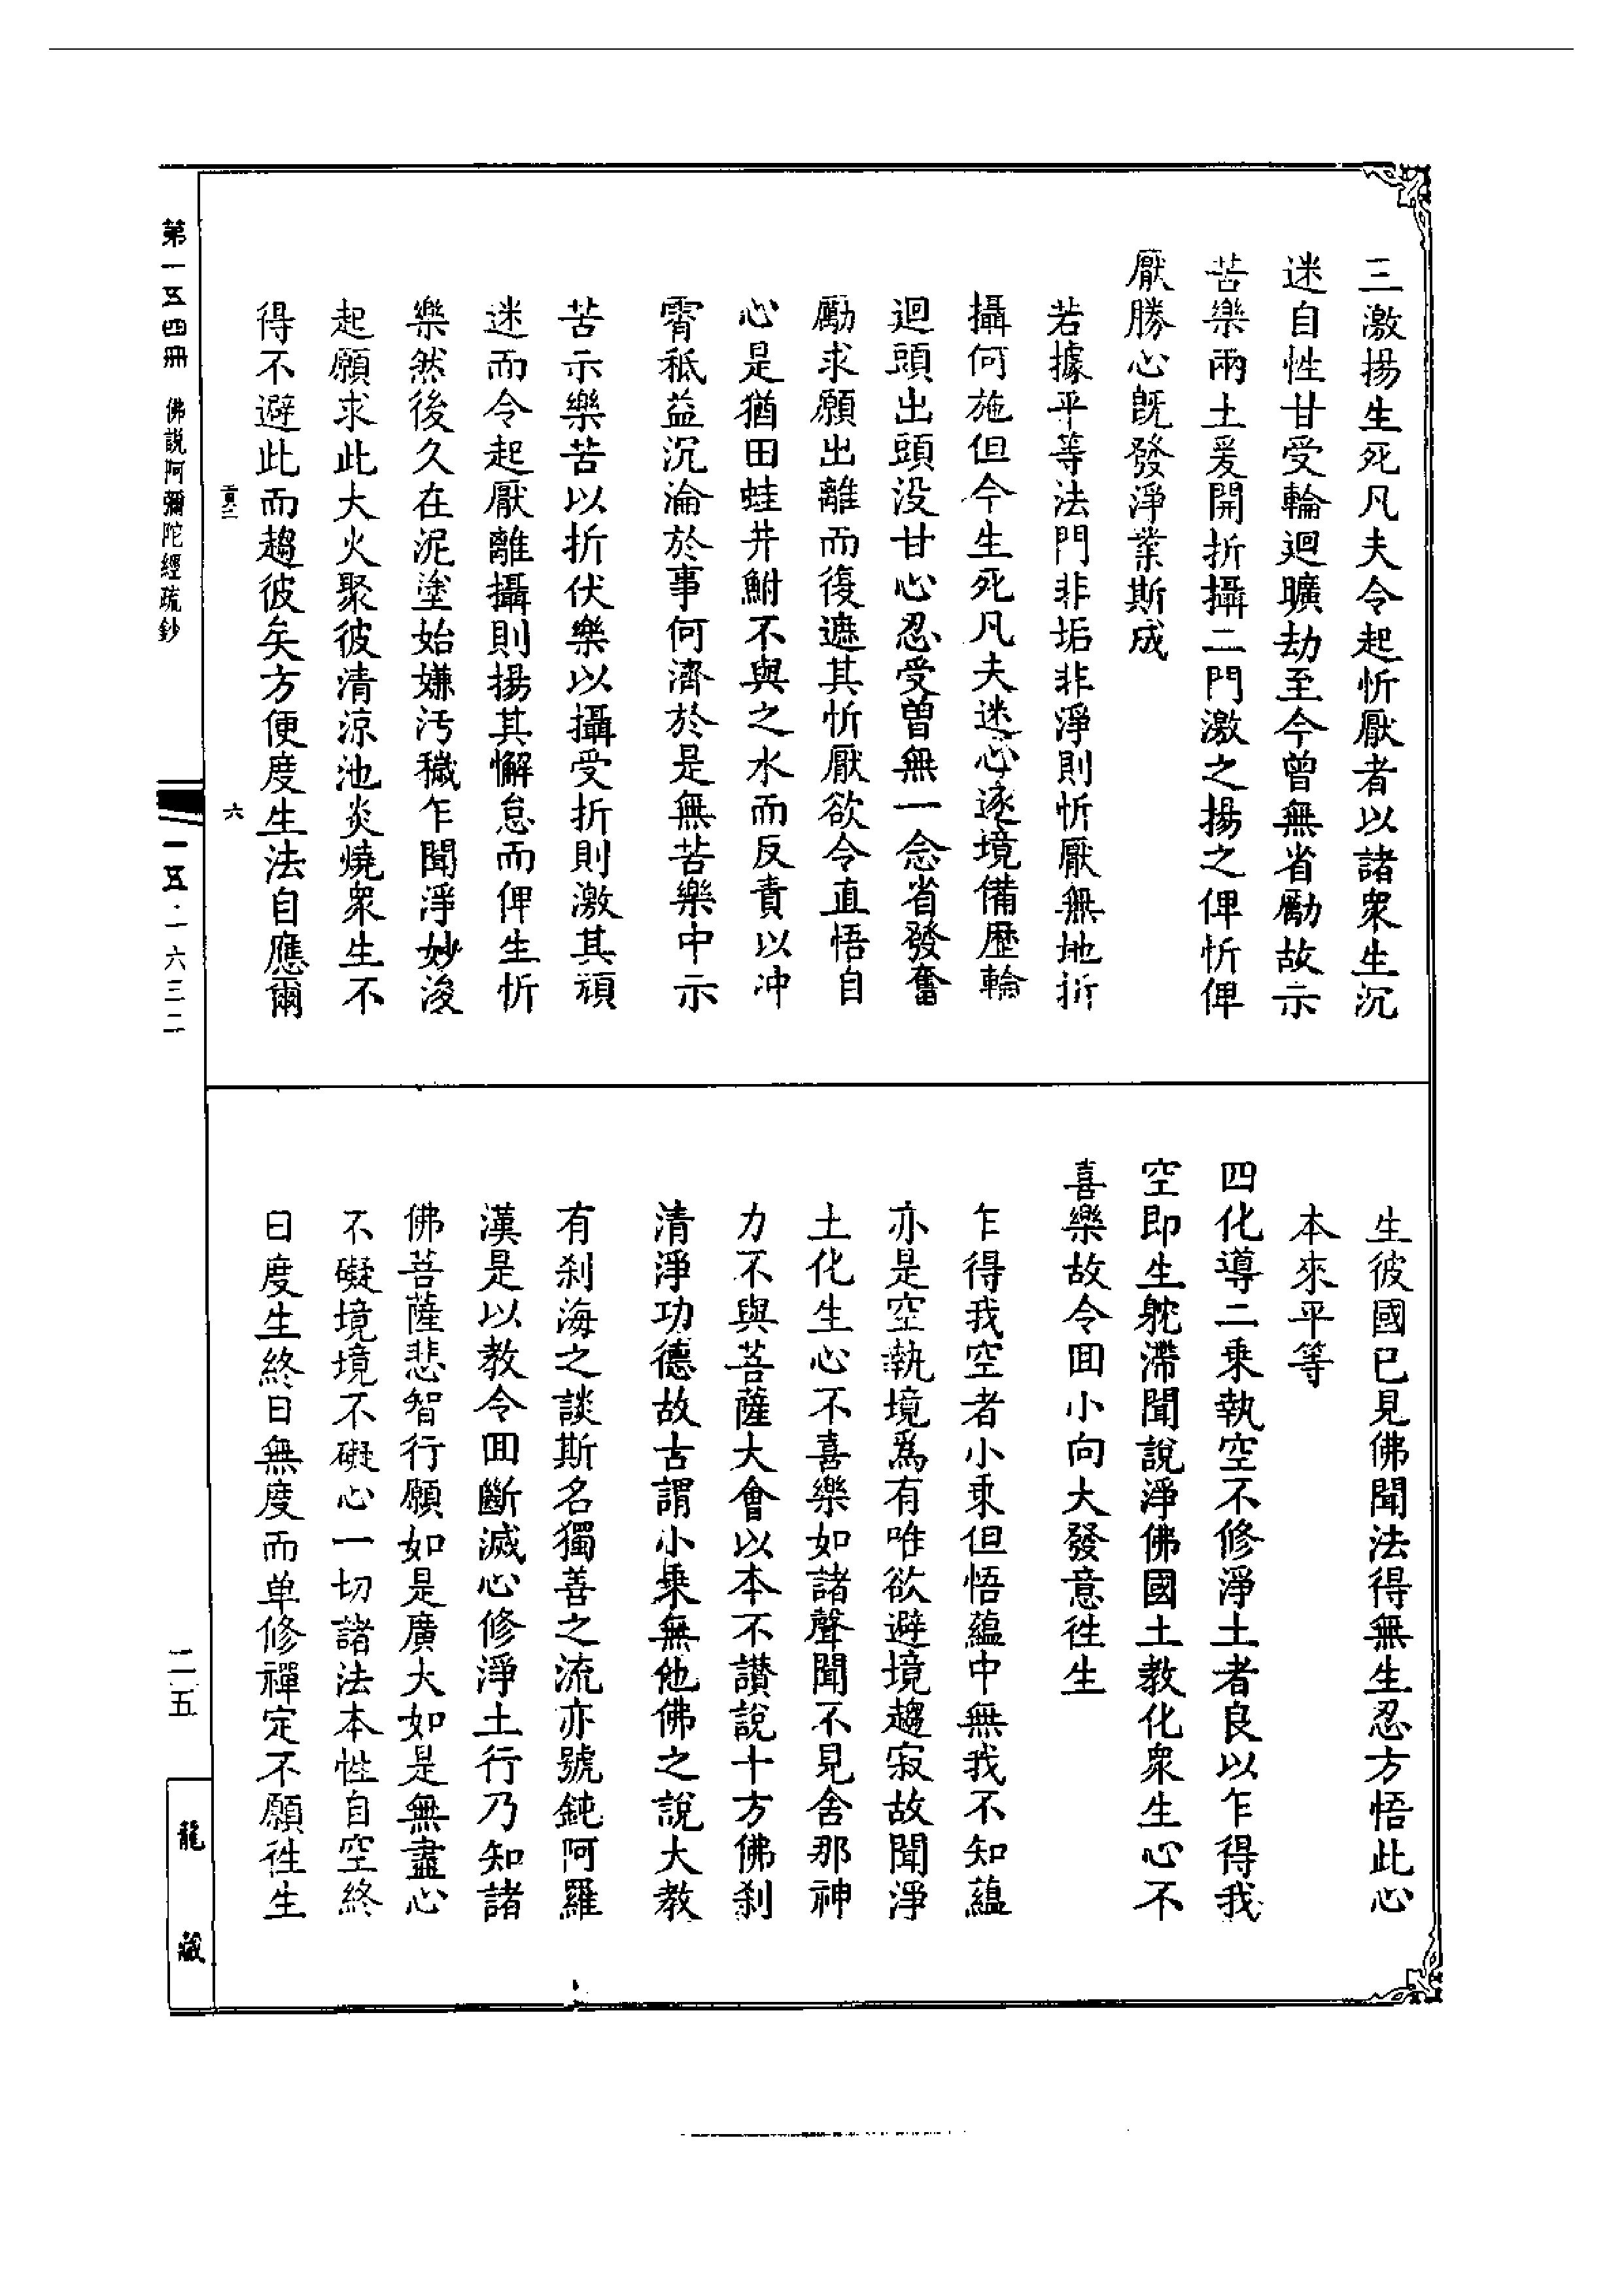 三激揚生死凡夫令起忻厭者以諸衆生沉
迷自性甘受輪迴曠劫至今曾無省勵故示
苦樂兩土爰開折攝二門激之揚之俾忻俾
厭勝心旣發淨業斯成
若據平等法門非垢非淨則忻厭無地折
攝何施但今生死凡夫迷心逐境備歷輪
迴頭出頭没甘心忍受曾無一念省發奮
勵求願出離而復遮其忻厭欲令直悟自
心是猶田蛙井鮒不與之水而反責以冲
霄秖益沉淪於事何濟於是無苦樂中示
苦示樂苦以折伏樂以攝受折則激其頑
迷而令起厭離攝則揚其懈怠而俾生忻
樂然後久在泥塗始嫌汚穢乍聞淨妙浚
起願求此大火聚彼清涼池炎燒衆生不
得不避此而趨彼矣方便度生法自應爾
生彼國已見佛聞法得無生忍方悟此心
本來平等
四化導二乘執空不修淨土者良以乍得我
空即生躭滯聞說淨佛國土教化衆生心不
喜樂故令囬小向大發意徃生
乍得我空者小乘但悟蘊中無我不知蘊
亦是空執境爲有唯欲避境趨寂故聞淨
土化生心不喜樂如諸聲聞不見舍那神
力不與菩薩大會以本不讃說十方佛刹
清淨功德故古謂小乘無他佛之說大教
有刹海之談斯名獨善之流亦號鈍阿羅
漢是以教令囬斷滅心修淨土行乃知諸
佛菩薩悲智行願如是廣大如是無盡心
不礙境境不礙心一切諸法本性自空終
日度生終日無度而单修禪定不願徃生
第一五四冊 佛說阿彌陀經疏鈔
六
一五·一六三二
二五
龍藏